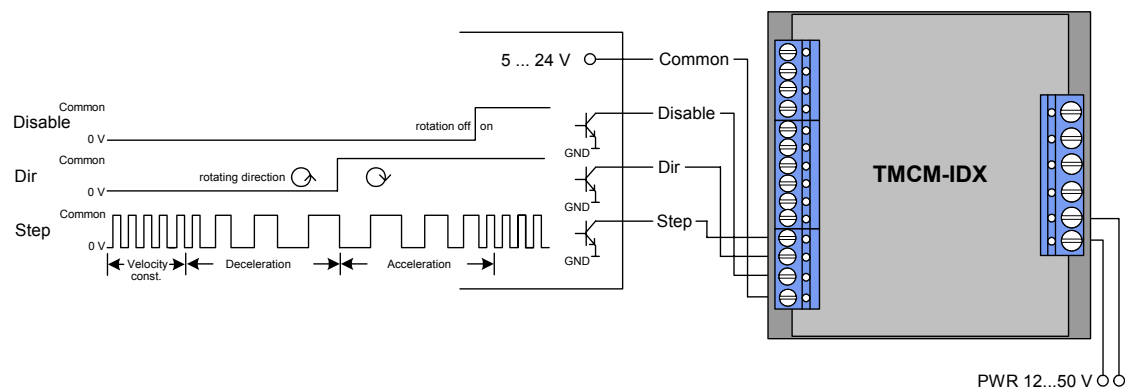 5 ... 24 V
Common
Common
Disable
0 V
rotation off
on
GND
Disable
Common
Dir
0 V
rotating direction
GND
Dir
TMCM-IDX
Common
Step
0 V
GND
Step
Velocity
const.
Deceleration
Acceleration
PWR 12...50 V